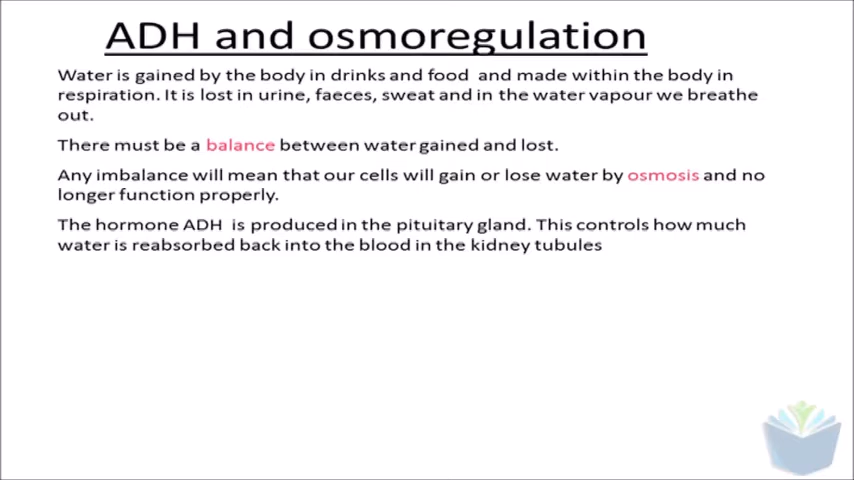 ADH and osmoregulation
Water is gained by the body in drinks and food and made within the body in
respiration. It is lost in urine, faeces, sweat and in the water vapour we breathe
out.
There must be a balance between water gained and lost.
Any imbalance will mean that our cells will gain or lose water by osmosis and no
longer function properly.
The hormone ADH is produced in the pituitary gland. This controls how much
water is reabsorbed back into the blood in the kidney tubules